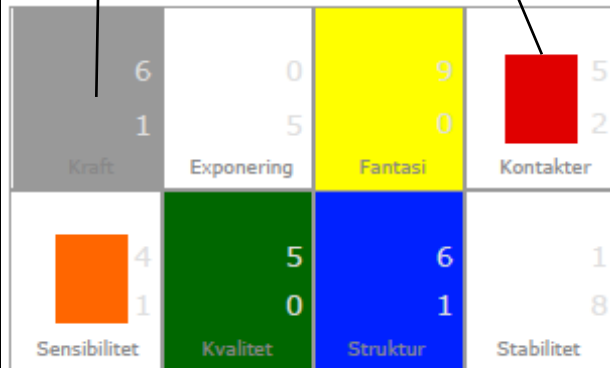 6 0 9 5
1 5 0 2
Kraft Exponering Fantasi Kontakter
4 5 6 1
1 0 1 8
Sensibilitet Kvalitet Struktur Stabilitet